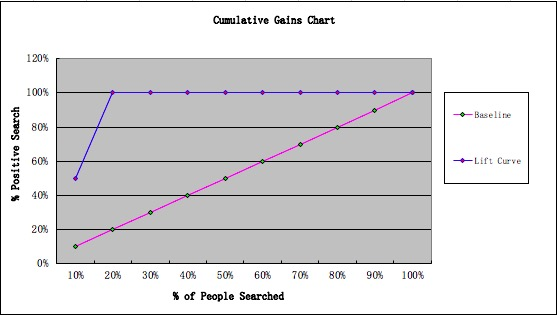 Cumulative Gains Chart
120%
100%
80%
60%
40%
20%
0%
% Positive Search
10% 20% 30% 40% 50% 60% 70% 80% 90% 100%
% of People Searched
Baseline
Lift Curve